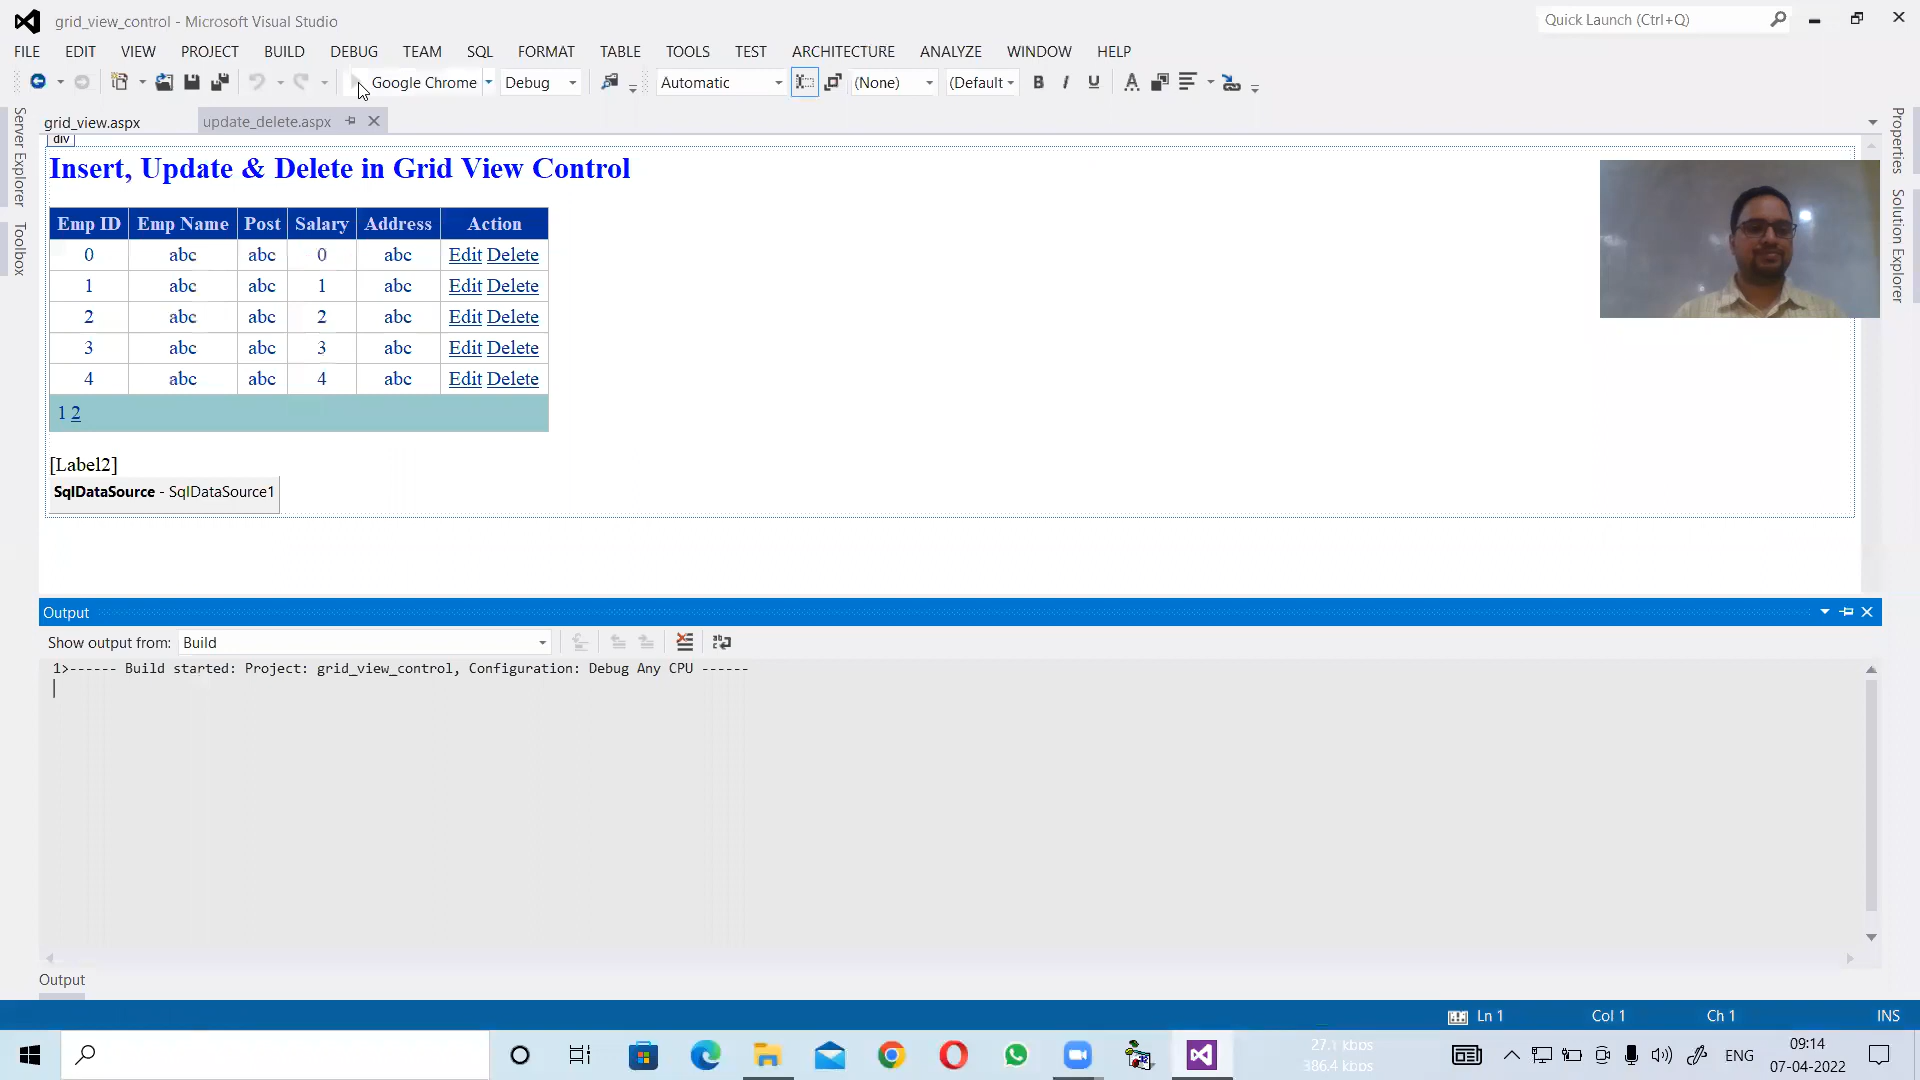 grid_view_control - Microsoft Visual Studio
Quick Launch (Ctrl+Q)
FILE EDIT VIEW PROJECT BUILD DEBUG TEAM SQL FORMAT TABLE TOOLS TEST ARCHITECTURE ANALYZE WINDOW HELP
Google Chrome Debug Automatic (None) (Default B I U A
grid_view.aspx update_delete.aspx
Server Explorer
Toolbox
Properties
Solution Explorer
div
Insert, Update & Delete in Grid View Control
Emp ID Emp Name Post Salary Address Action
0 abc abc 0 abc Edit Delete
1 abc abc 1 abc Edit Delete
2 abc abc 2 abc Edit Delete
3 abc abc 3 abc Edit Delete
4 abc abc 4 abc Edit Delete
1 2
[Label2]
SqlDataSource - SqlDataSource1
Output
Show output from: Build
1>------ Build started: Project: grid_view_control, Configuration: Debug Any CPU ------
Output
Ln 1 Col 1 Ch 1 INS
27.1 kbps
386.4 kbps
ENG
09:14
07-04-2022